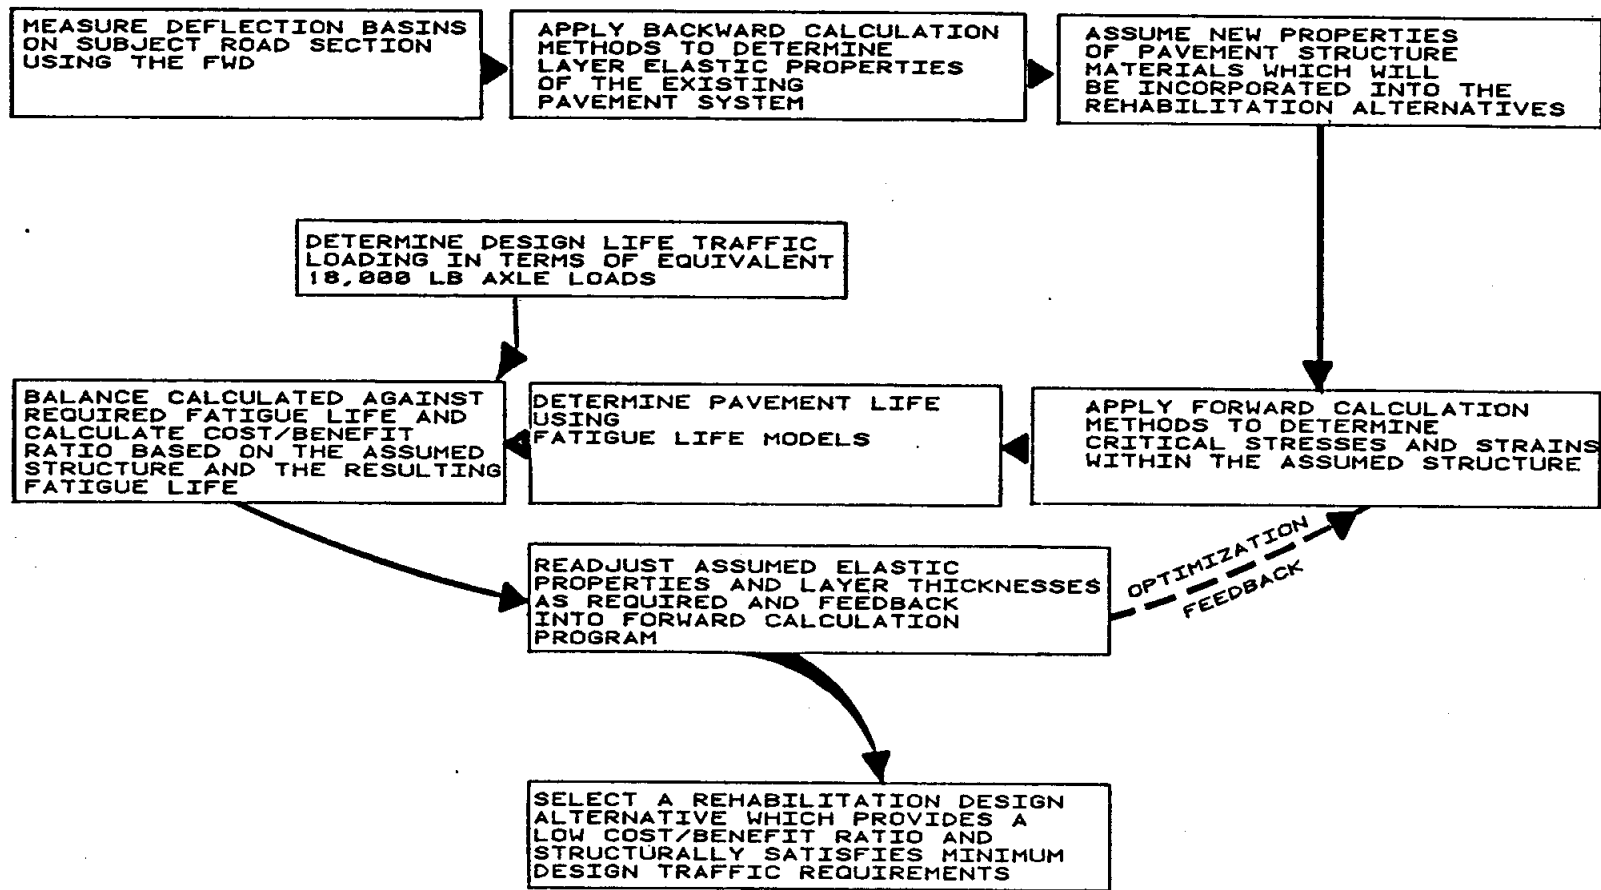 MEASURE DEFLECTION BASINS
ON SUBJECT ROAD SECTION
USING THE FWD
APPLY BACKWARD CALCULATION
METHODS TO DETERMINE
LAYER ELASTIC PROPERTIES
OF THE EXISTING
PAVEMENT SYSTEM
ASSUME NEW PROPERTIES
OF PAVEMENT STRUCTURE
MATERIALS WHICH WILL
BE INCORPORATED INTO THE
REHABILITATION ALTERNATIVES
DETERMINE DESIGN LIFE TRAFFIC
LOADING IN TERMS OF EQUIVALENT
18,000 LB AXLE LOADS
BALANCE CALCULATED AGAINST
REQUIRED FATIGUE LIFE AND
CALCULATE COST/BENEFIT
RATIO BASED ON THE ASSUMED
STRUCTURE AND THE RESULTING
FATIGUE LIFE
DETERMINE PAVEMENT LIFE
USING
FATIGUE LIFE MODELS
APPLY FORWARD CALCULATION
METHODS TO DETERMINE
CRITICAL STRESSES AND STRAINS
WITHIN THE ASSUMED STRUCTURE
READJUST ASSUMED ELASTIC
PROPERTIES AND LAYER THICKNESSES
AS REQUIRED AND FEEDBACK
INTO FORWARD CALCULATION
PROGRAM
OPTIMIZATION
FEEDBACK
SELECT A REHABILITATION DESIGN
ALTERNATIVE WHICH PROVIDES A
LOW COST/BENEFIT RATIO AND
STRUCTURALLY SATISFIES MINIMUM
DESIGN TRAFFIC REQUIREMENTS